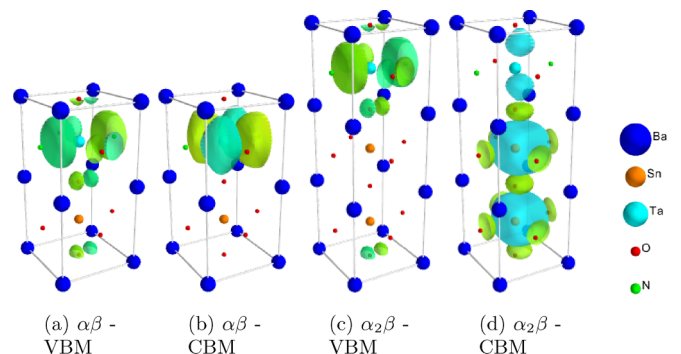 Ba
Sn
Ta
O
N
(a) αβ -
VBM
(b) αβ -
CBM
(c) α₂β -
VBM
(d) α₂β -
CBM